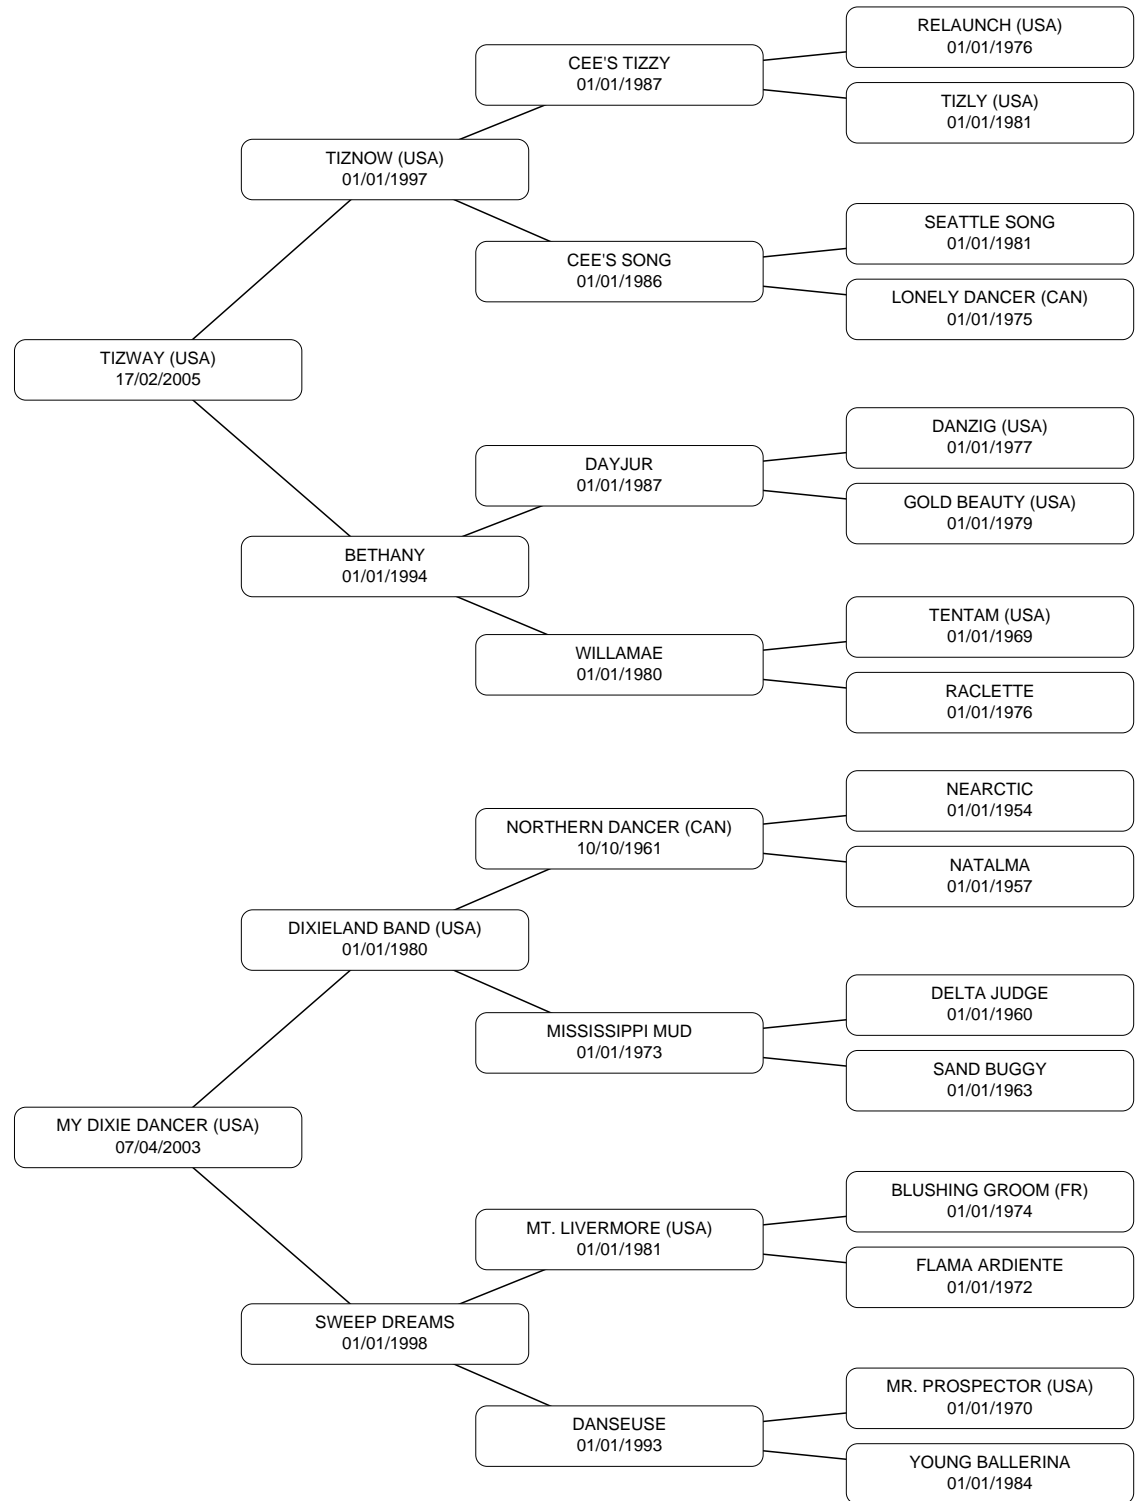 RELAUNCH (USA)
01/01/1976
CEE'S TIZZY
01/01/1987
TIZLY (USA)
01/01/1981
TIZNOW (USA)
01/01/1997
SEATTLE SONG
01/01/1981
CEE'S SONG
01/01/1986
LONELY DANCER (CAN)
01/01/1975
TIZWAY (USA)
17/02/2005
DANZIG (USA)
01/01/1977
DAYJUR
01/01/1987
GOLD BEAUTY (USA)
01/01/1979
BETHANY
01/01/1994
TENTAM (USA)
01/01/1969
WILLAMAE
01/01/1980
RACLETTE
01/01/1976
NEARCTIC
01/01/1954
NORTHERN DANCER (CAN)
10/10/1961
NATALMA
01/01/1957
DIXIELAND BAND (USA)
01/01/1980
DELTA JUDGE
01/01/1960
MISSISSIPPI MUD
01/01/1973
SAND BUGGY
01/01/1963
MY DIXIE DANCER (USA)
07/04/2003
BLUSHING GROOM (FR)
01/01/1974
MT. LIVERMORE (USA)
01/01/1981
FLAMA ARDIENTE
01/01/1972
SWEEP DREAMS
01/01/1998
MR. PROSPECTOR (USA)
01/01/1970
DANSEUSE
01/01/1993
YOUNG BALLERINA
01/01/1984